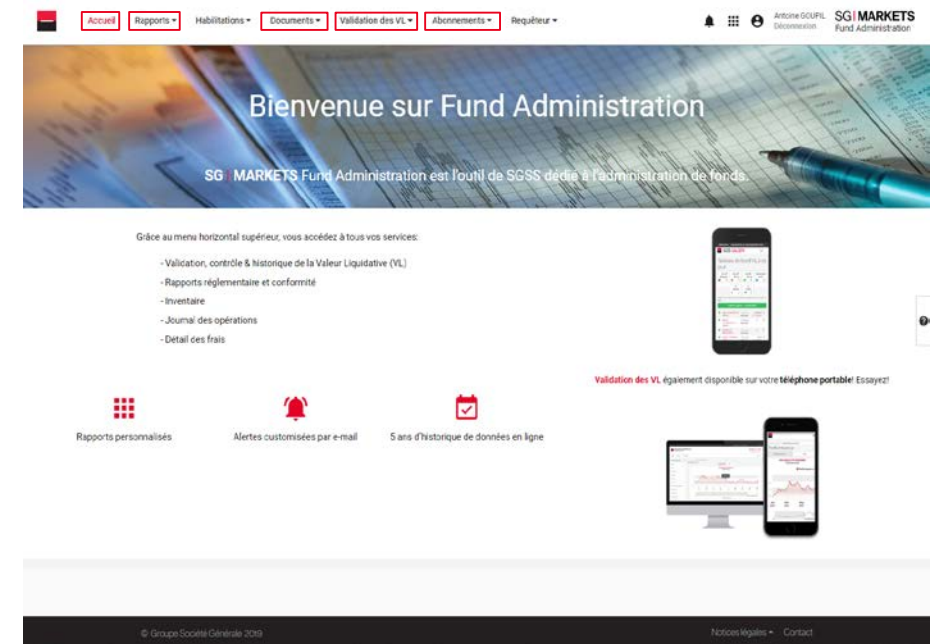 Accueil Rapports Habilitations Documents Validation des VL Abonnements Requêteur
Antoine GOUPIL
Déconnexion
SG|MARKETS
Fund Administration
Bienvenue sur Fund Administration
SG|MARKETS Fund Administration est l'outil de SGSS dédié à l'administration de fonds.
Grâce au menu horizontal supérieur, vous accédez à tous vos services:
- Validation, contrôle & historique de la Valeur Liquidative (VL)
- Rapports réglementaire et conformité
- Inventaire
- Journal des opérations
- Détail des frais
Validation des VL également disponible sur votre téléphone portable! Essayez!
Rapports personnalisés
Alertes customisées par e-mail
5 ans d'historique de données en ligne
© Groupe Société Générale 2019
Notices légales Contact